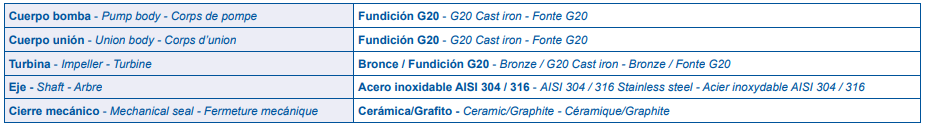 Cuerpo bomba - Pump body - Corps de pompe Fundición G20 - G20 Cast iron - Fonte G20
Cuerpo unión - Union body - Corps d'union Fundición G20 - G20 Cast iron - Fonte G20
Turbina - Impeller - Turbine Bronce / Fundición G20 - Bronze / G20 Cast iron - Bronze / Fonte G20
Eje - Shaft - Arbre Acero inoxidable AISI 304 / 316 - AISI 304 / 316 Stainless steel - Acier inoxydable AISI 304 / 316
Cierre mecánico - Mechanical seal - Fermeture mecánique Cerámica/Grafito - Ceramic/Graphite - Céramique/Graphite